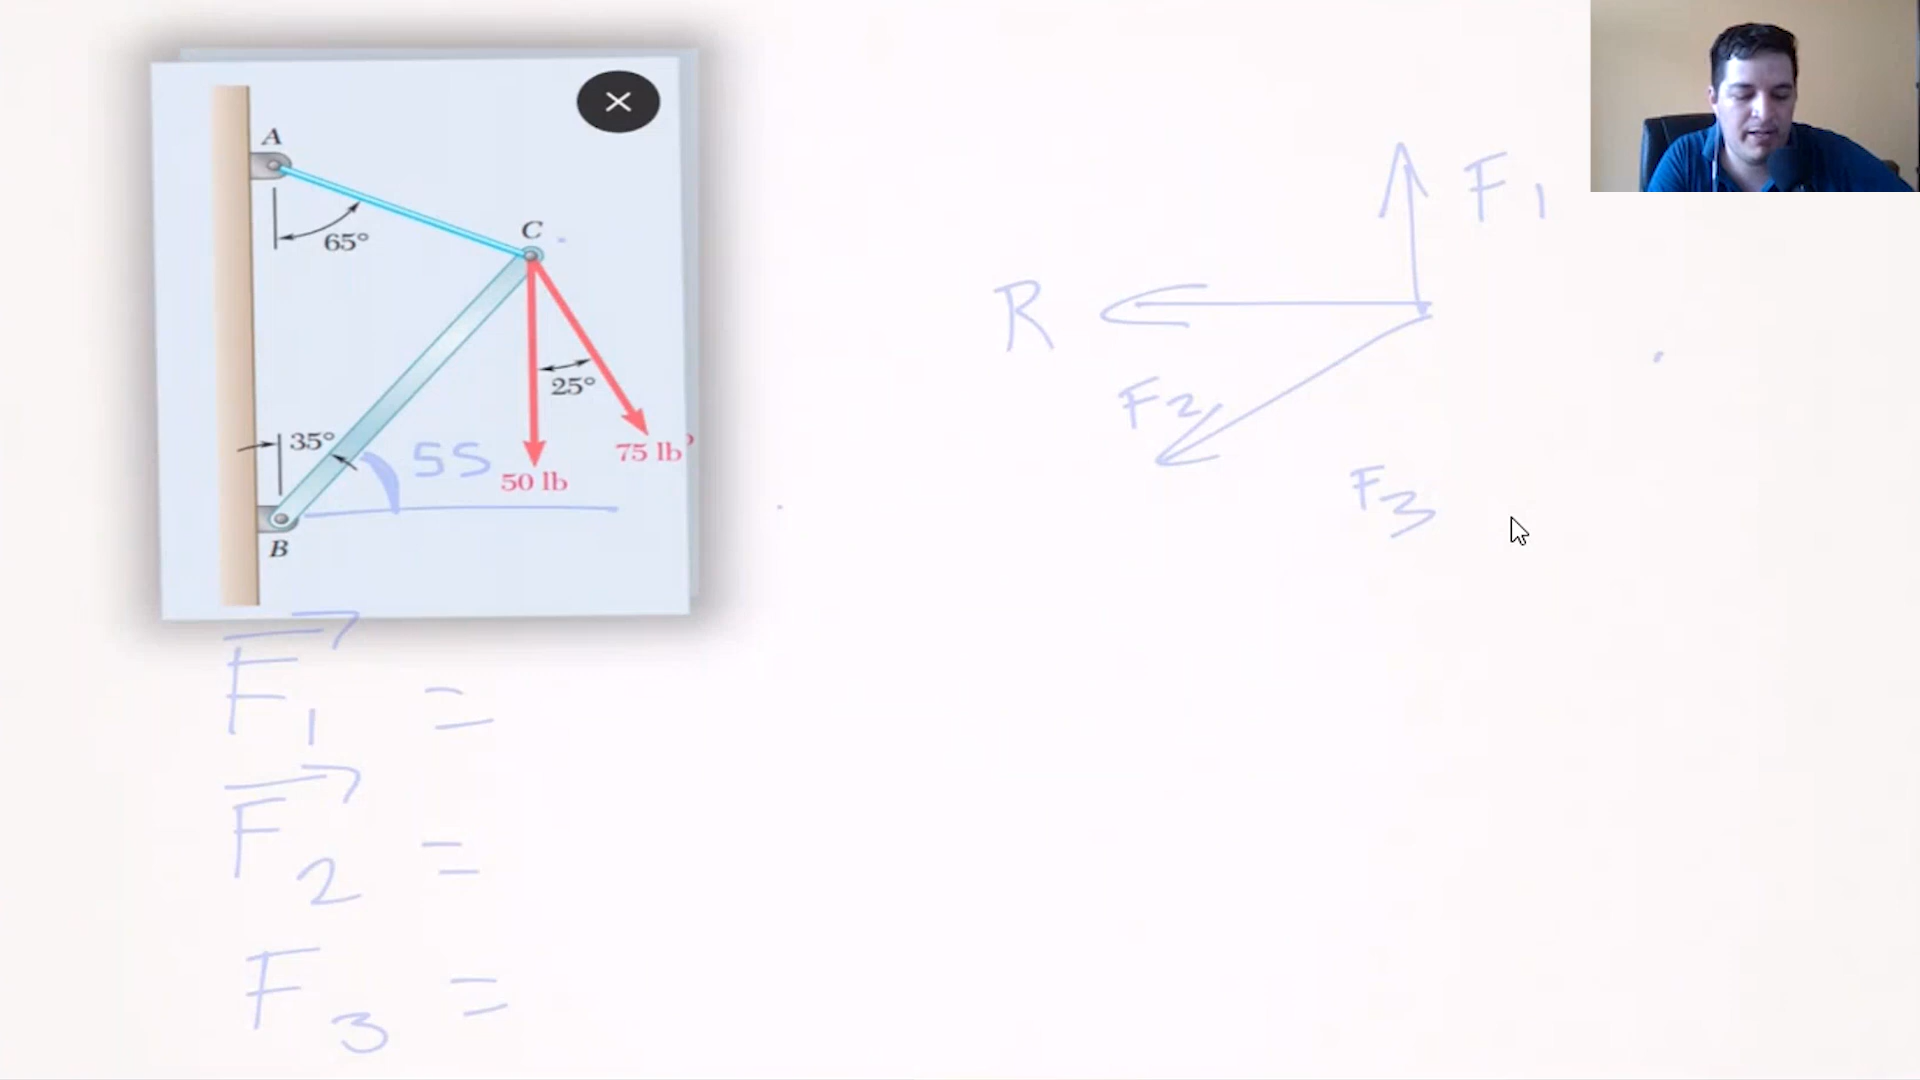 A
65°
C
25°
35°
55
75 lb
50 lb
B
F1
R
F2
F3
F1 =
F2 =
F3 =